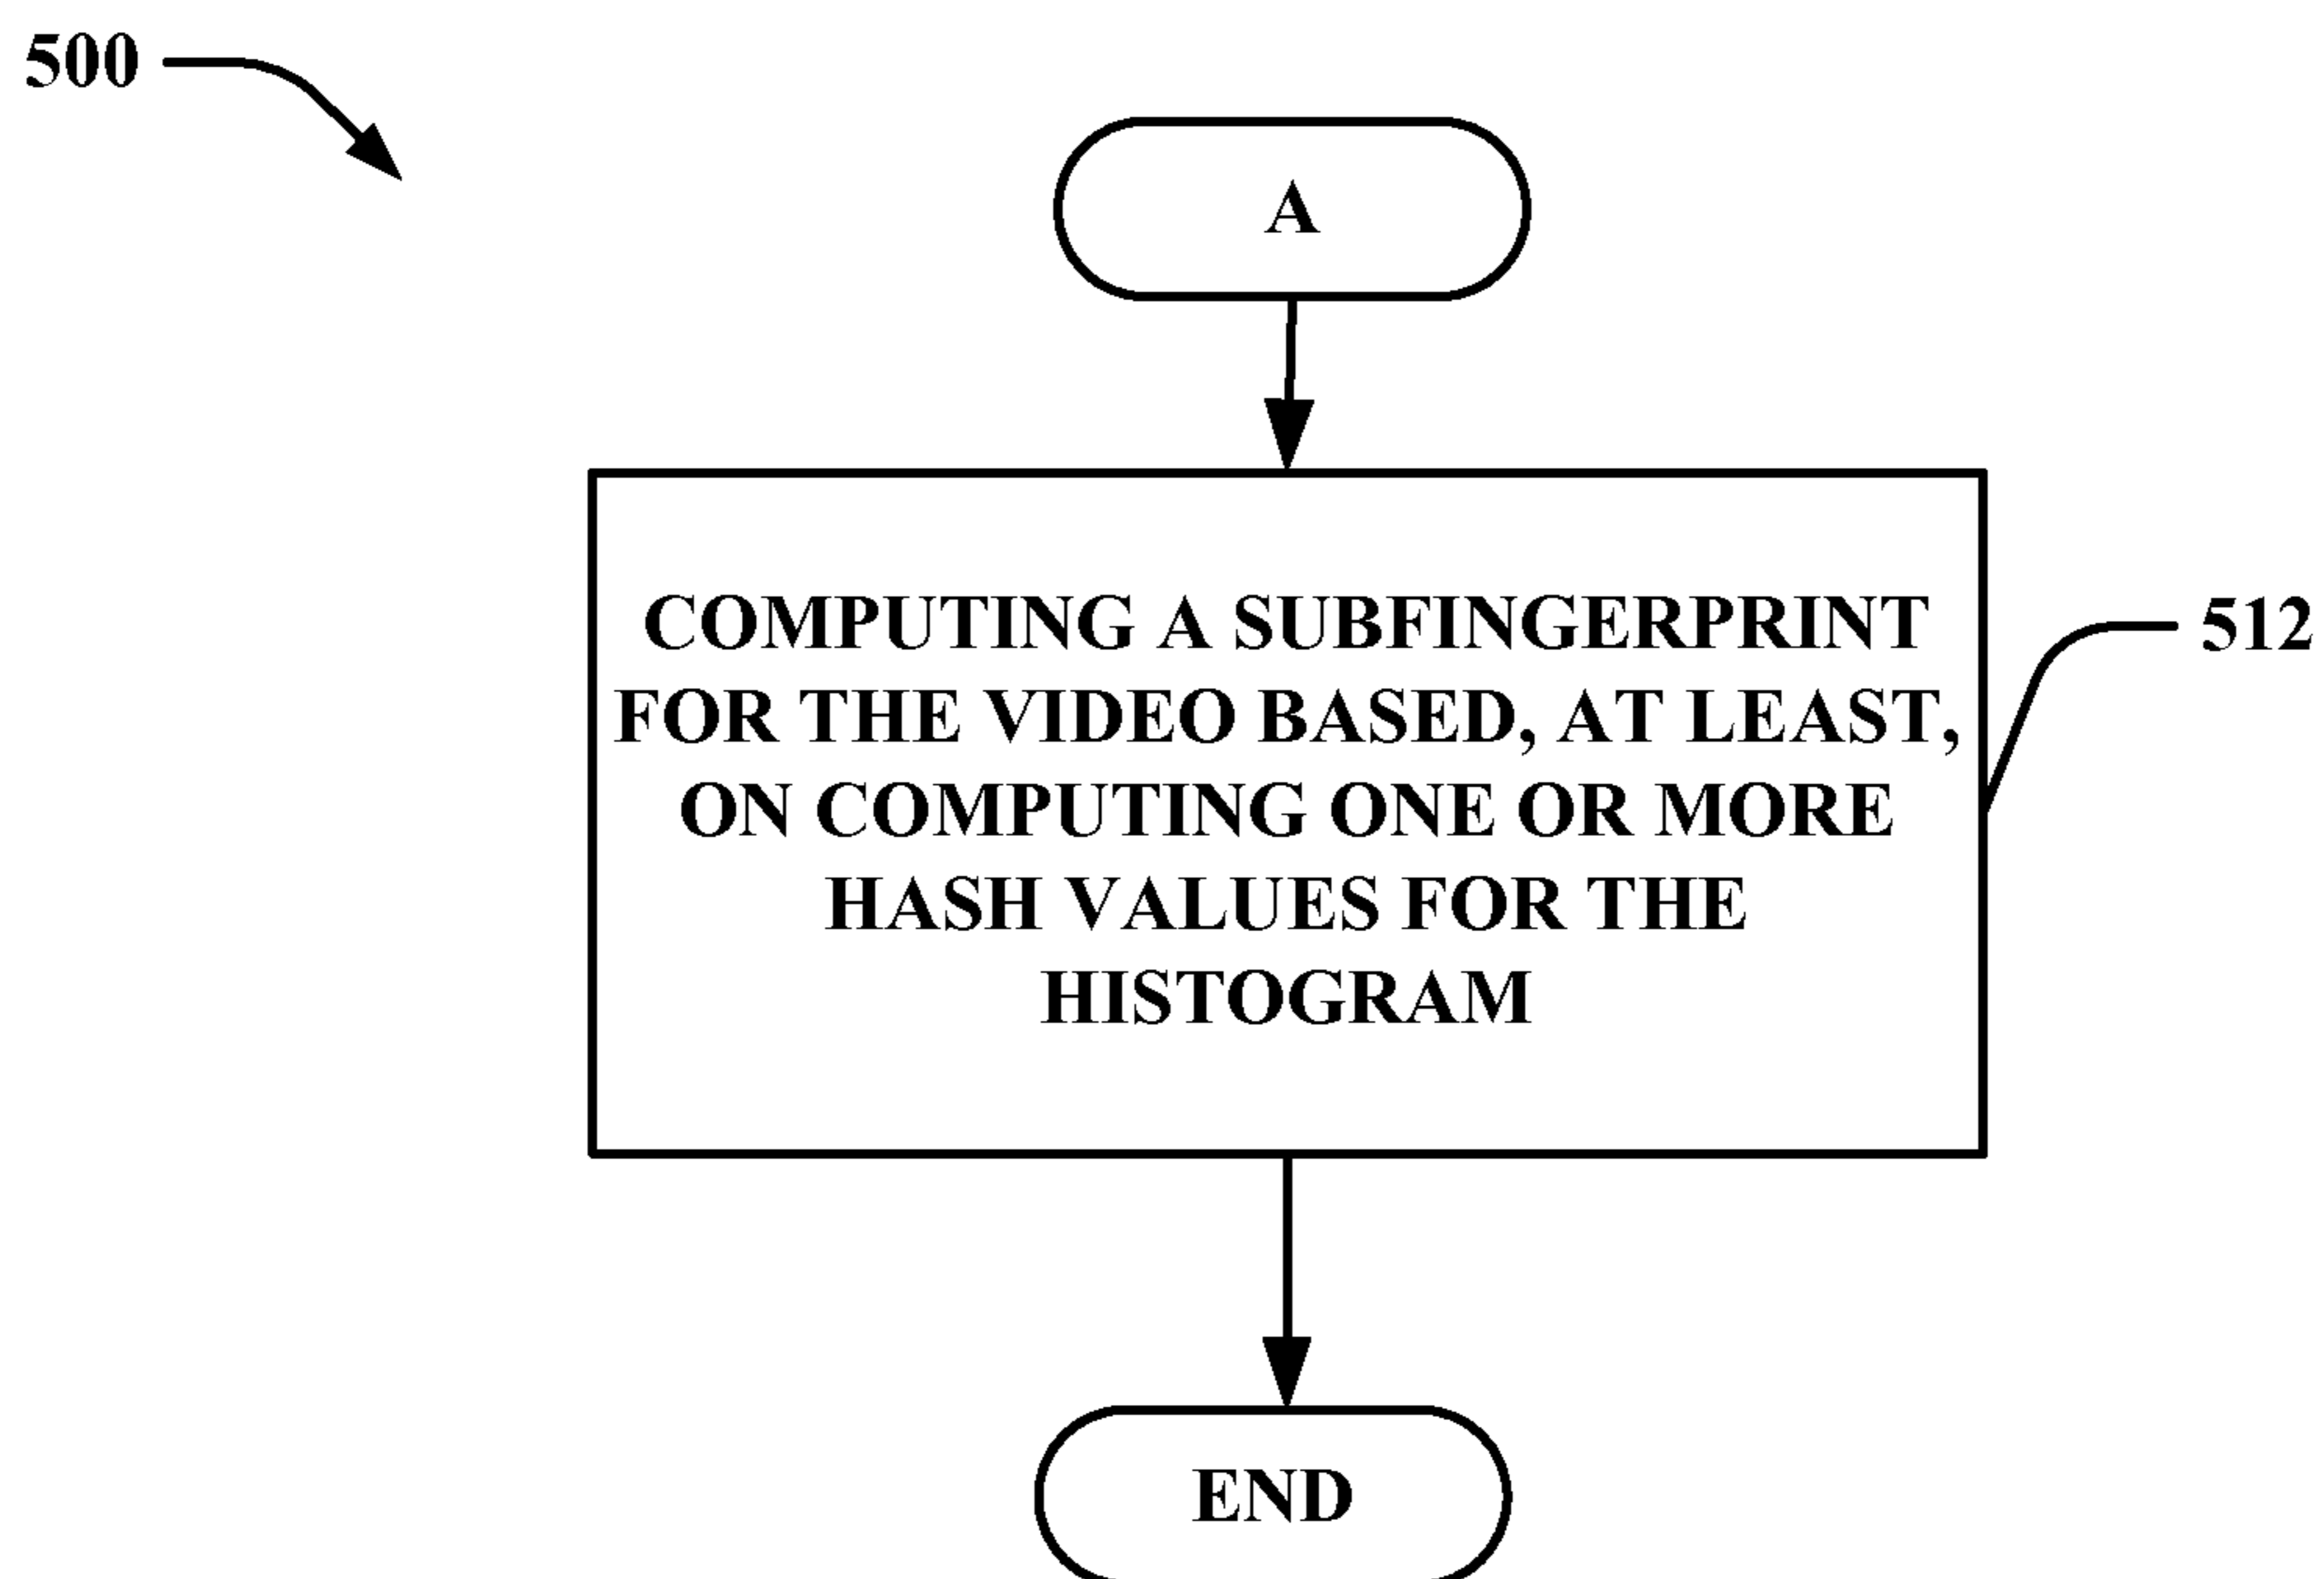 500
A
COMPUTING A SUBFINGERPRINT
FOR THE VIDEO BASED, AT LEAST,
ON COMPUTING ONE OR MORE
HASH VALUES FOR THE
HISTOGRAM
512
END